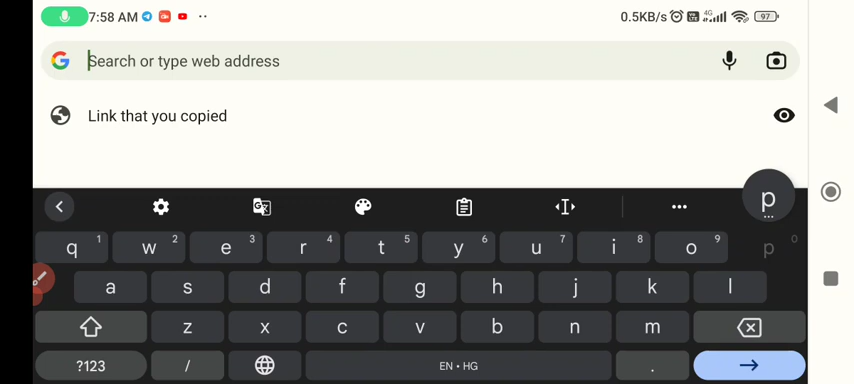 7:58 AM 0.5KB/s 4G 97
Search or type web address
Link that you copied
p
q 1 w 2 e 3 r 4 t 5 y 6 u 7 i 8 o 9 p 0
a s d f g h j k l
z x c v b n m
?123 / EN • HG .